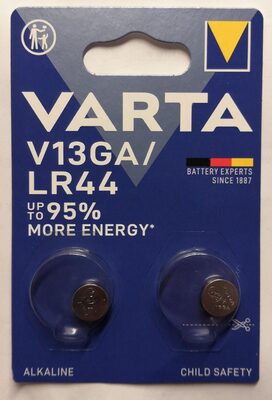 VARTA
V13GA/
LR44
UP TO 95%
MORE ENERGY*
BATTERY EXPERTS
SINCE 1887
ALKALINE
CHILD SAFETY